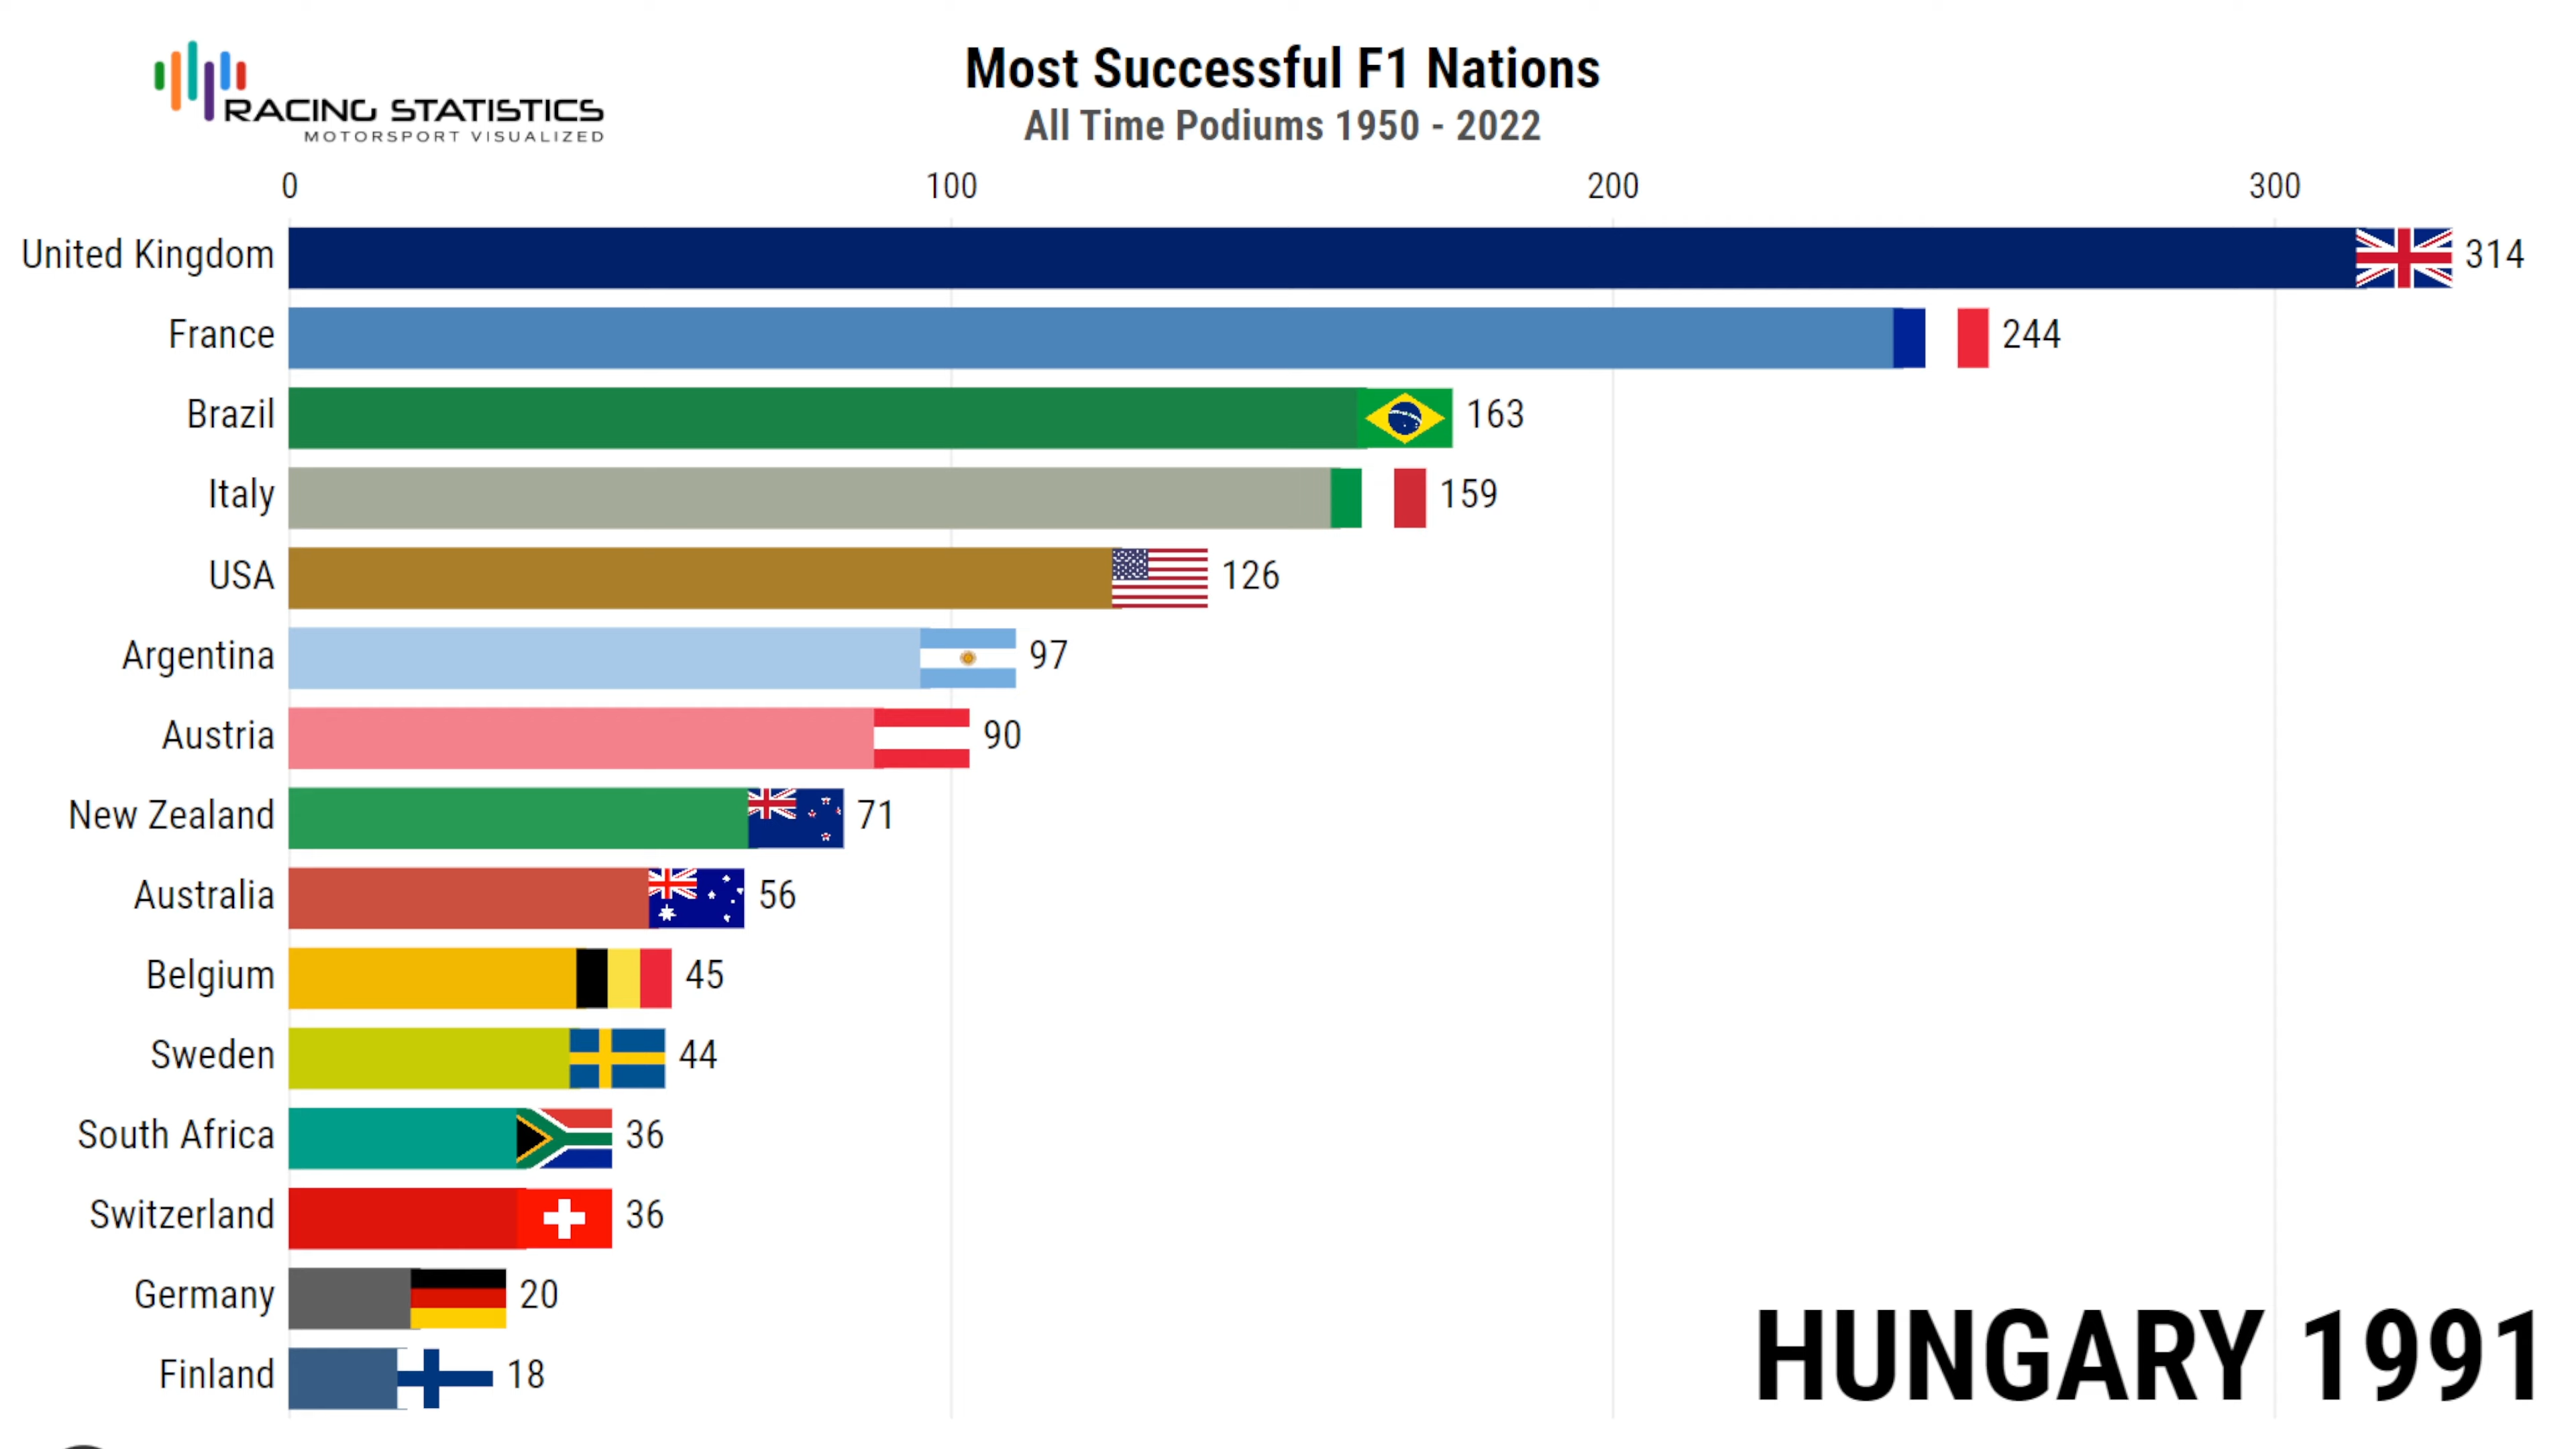 RACING STATISTICS
MOTORSPORT VISUALIZED
Most Successful F1 Nations
All Time Podiums 1950 - 2022
0 100 200 300
United Kingdom 314
France 244
Brazil 163
Italy 159
USA 126
Argentina 97
Austria 90
New Zealand 71
Australia 56
Belgium 45
Sweden 44
South Africa 36
Switzerland 36
Germany 20
Finland 18
HUNGARY 1991